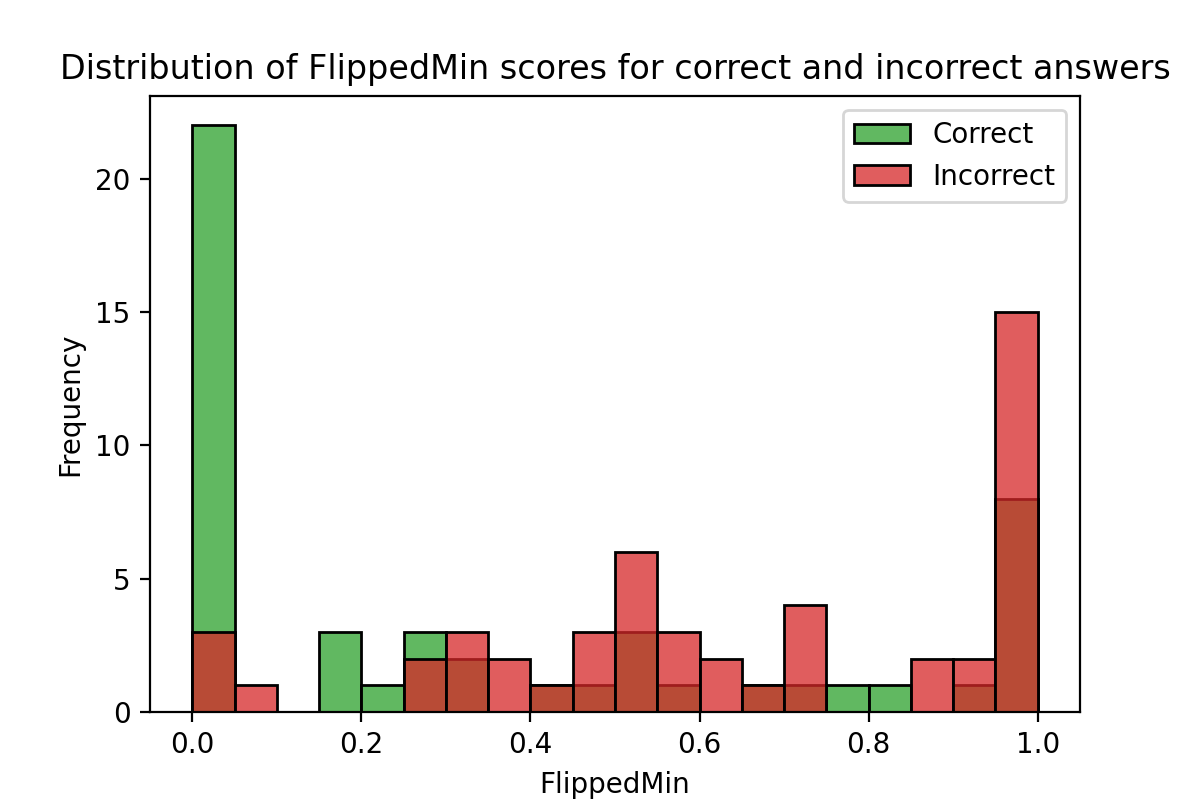 Distribution of FlippedMin scores for correct and incorrect answers
Correct
Incorrect
Frequency
20
15
10
5
0
0.0 0.2 0.4 0.6 0.8 1.0
FlippedMin